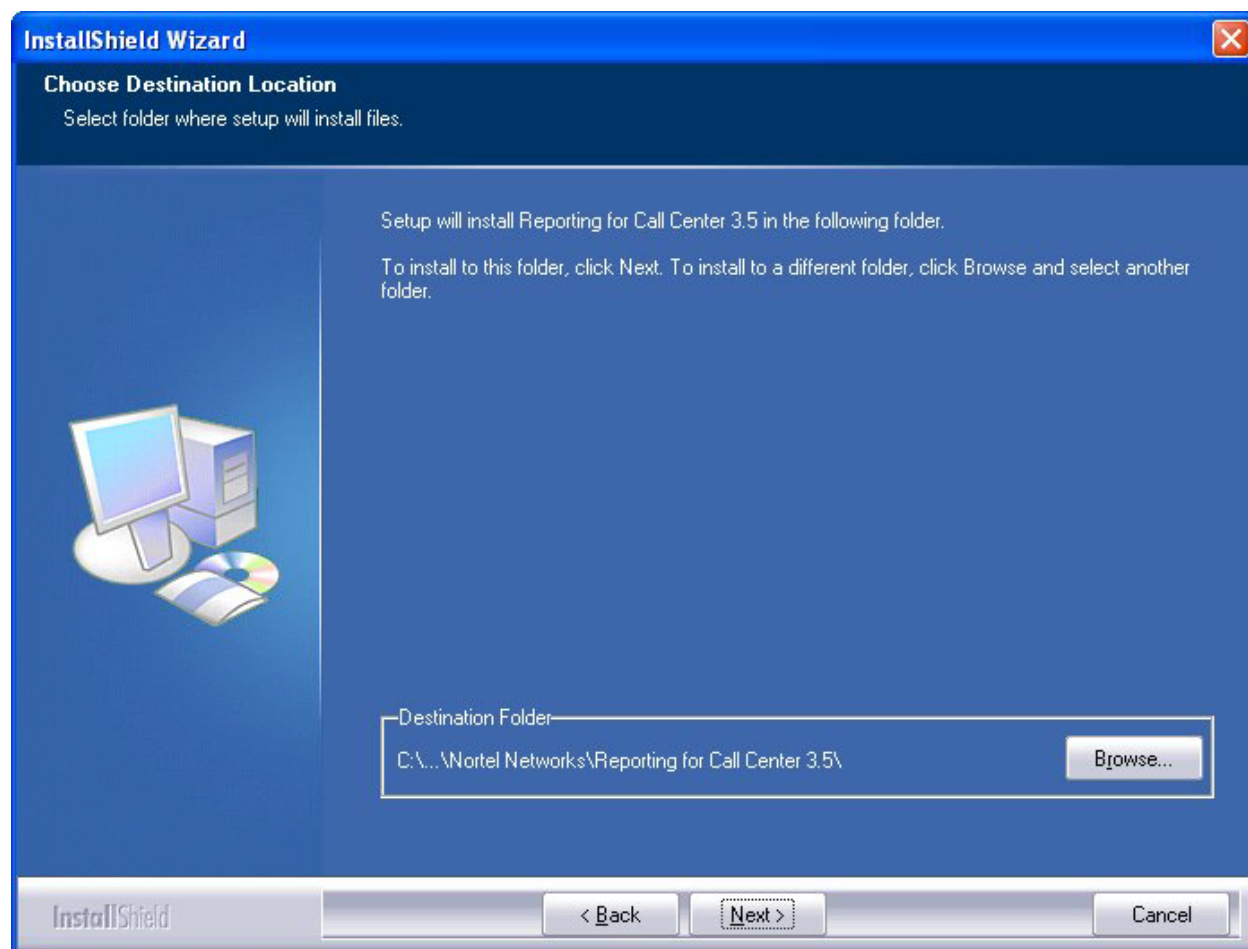 InstallShield Wizard
Choose Destination Location
Select folder where setup will install files.
Setup will install Reporting for Call Center 3.5 in the following folder.
To install to this folder, click Next. To install to a different folder, click Browse and select another
folder.
Destination Folder
C:\...\Nortel Networks\Reporting for Call Center 3.5\
Browse...
InstallShield
< Back
Next >
Cancel